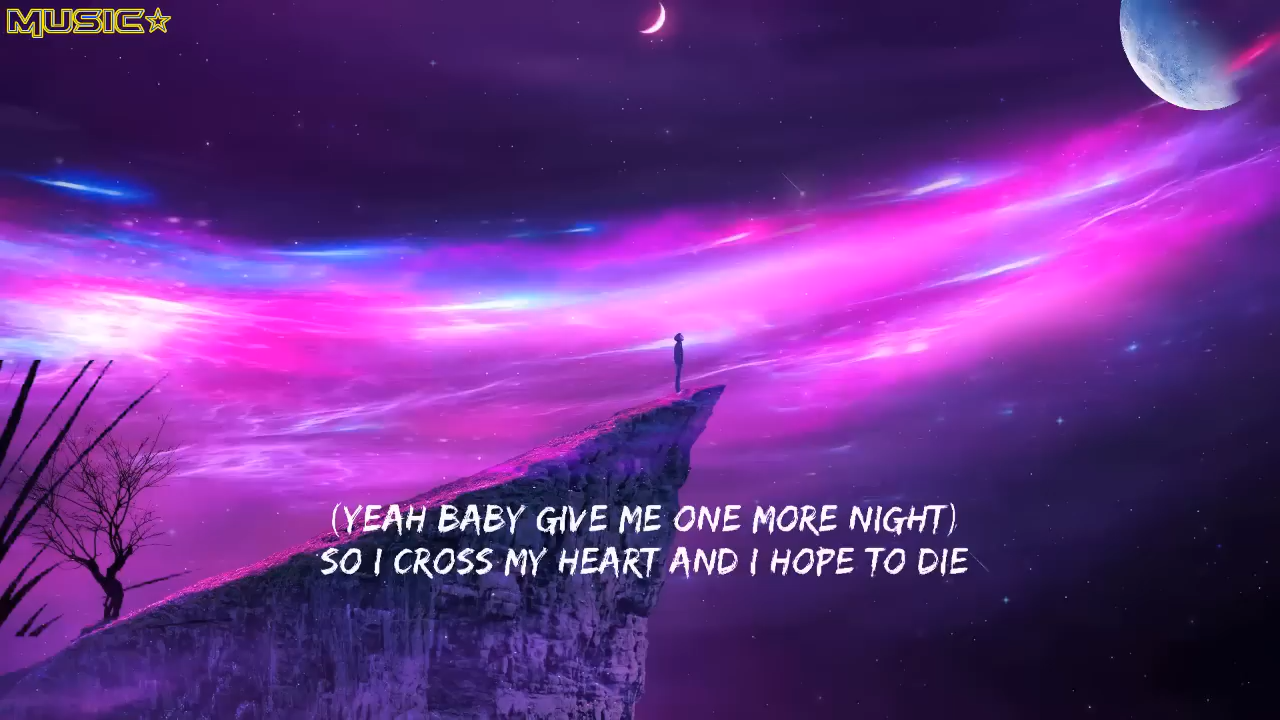 MUSIC☆
(YEAH BABY GIVE ME ONE MORE NIGHT)
SO I CROSS MY HEART AND I HOPE TO DIE